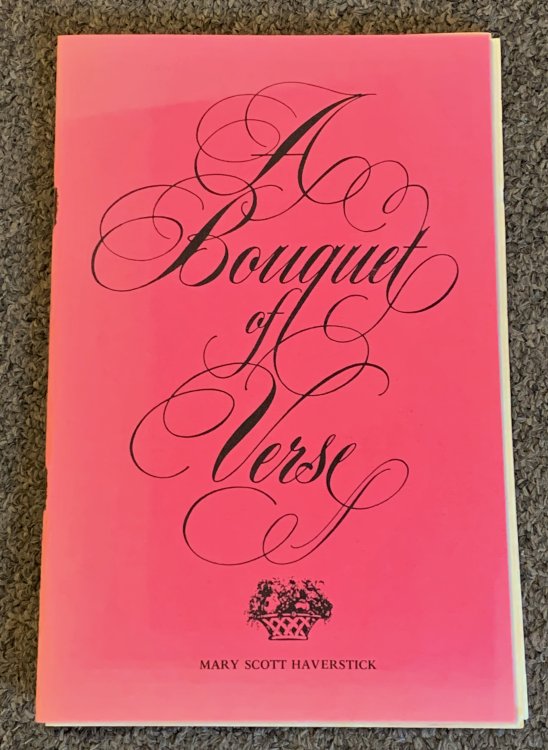 A
Bouquet
of
Verse
MARY SCOTT HAVERSTICK